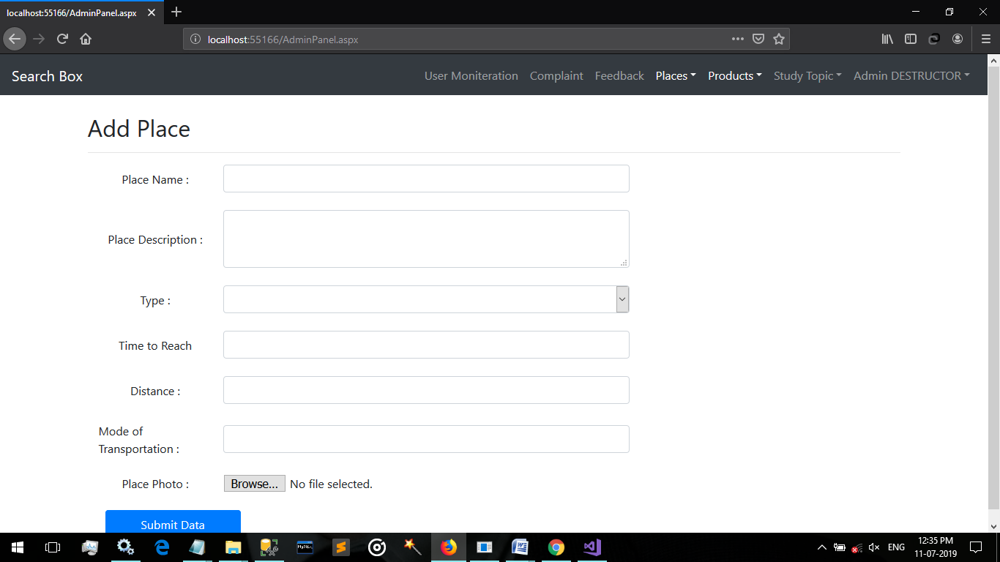 localhost:55166/AdminPanel.aspx
localhost:55166/AdminPanel.aspx
Search Box User Moniteration Complaint Feedback Places Products Study Topic Admin DESTRUCTOR
Add Place
Place Name :
Place Description :
Type :
Time to Reach
Distance :
Mode of
Transportation :
Place Photo : Browse... No file selected.
Submit Data
MySQL
ENG
12:35 PM
11-07-2019